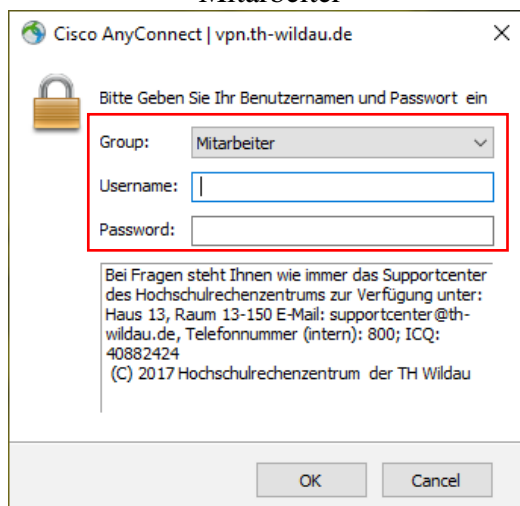 Mitarbeiter
Cisco AnyConnect | vpn.th-wildau.de
Bitte Geben Sie Ihr Benutzernamen und Passwort ein
Group: Mitarbeiter
Username:
Password:
Bei Fragen steht Ihnen wie immer das Supportcenter
des Hochschulrechenzentrums zur Verfügung unter:
Haus 13, Raum 13-150 E-Mail: supportcenter@th-
wildau.de, Telefonnummer (intern): 800; ICQ:
40882424
(C) 2017 Hochschulrechenzentrum der TH Wildau
OK Cancel